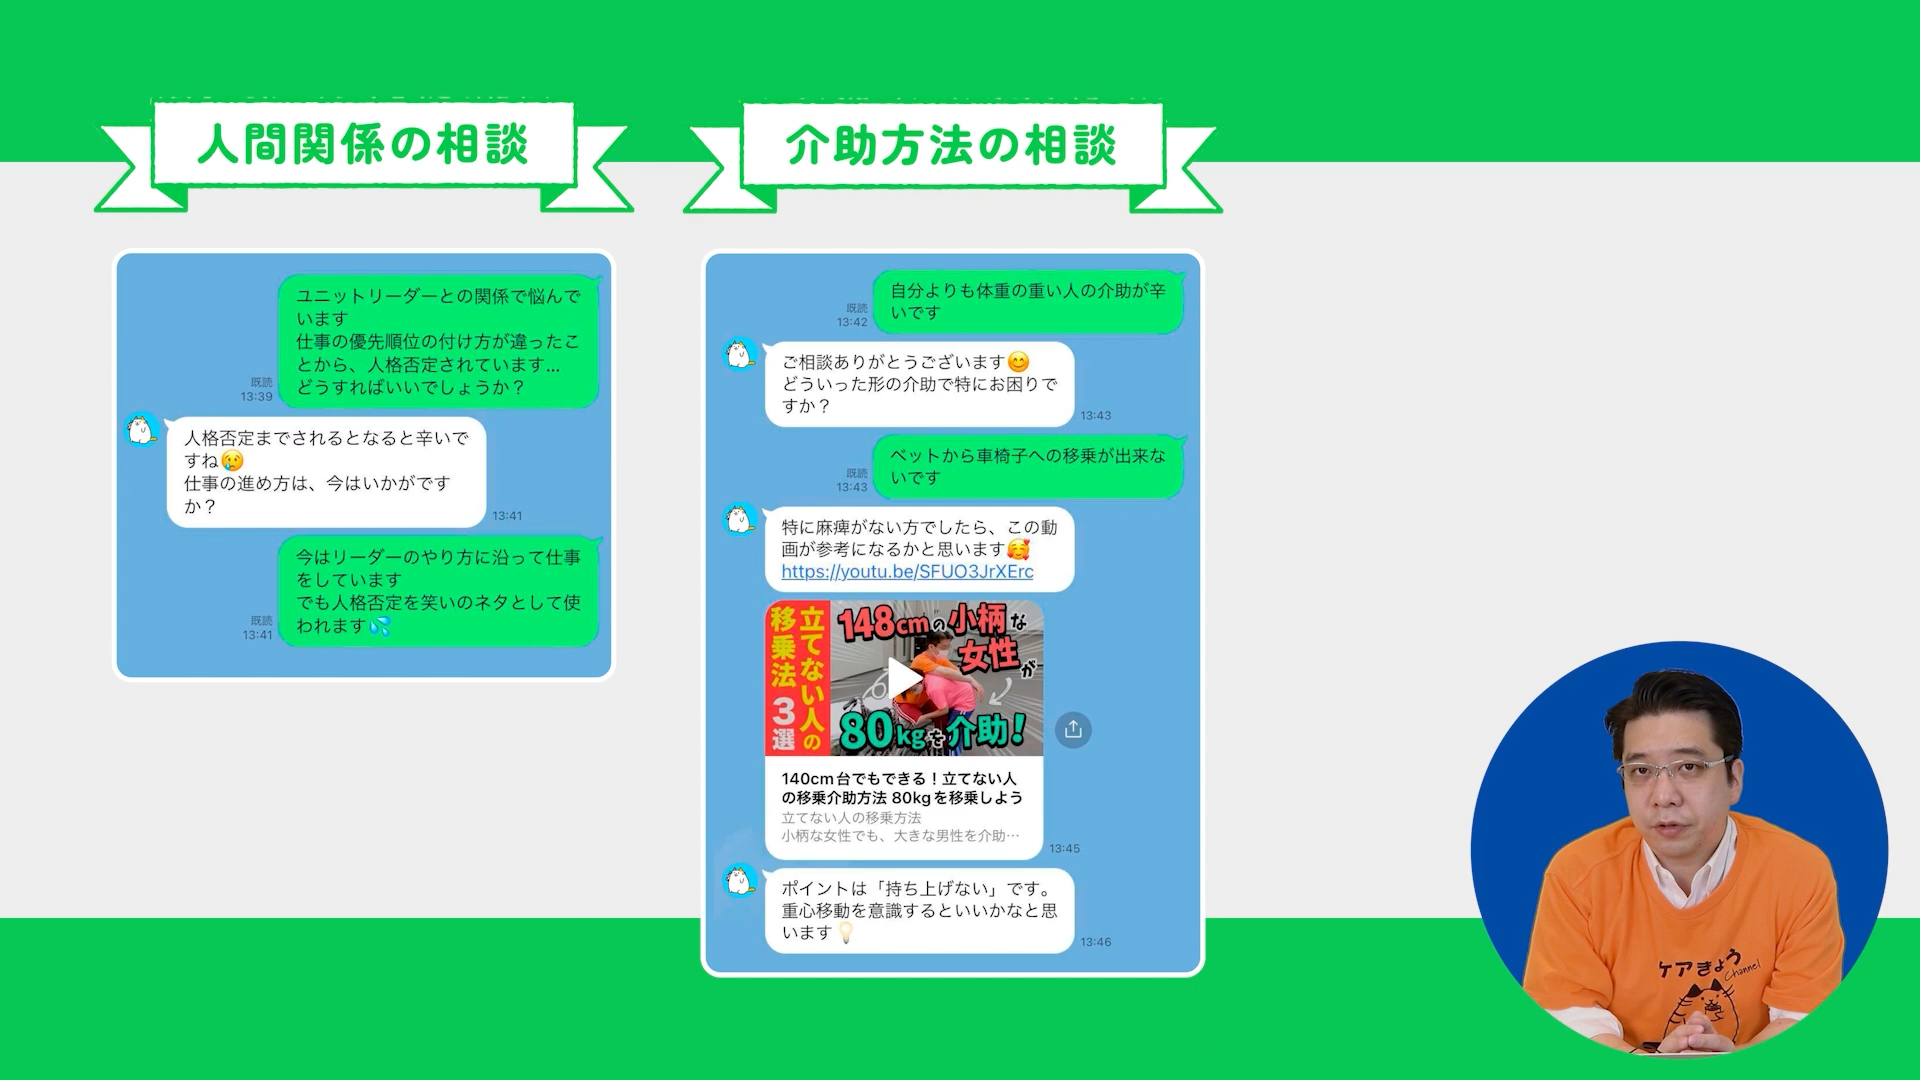 人間関係の相談
ユニットリーダーとの関係で悩んで
います
仕事の優先順位の付け方が違ったこ
とから、人格否定されています...
どうすればいいでしょうか？
既読
13:39
人格否定までされるとなると辛いで
すね😢
仕事の進め方は、今はいかがです
か？
13:41
今はリーダーのやり方に沿って仕事
をしています
でも人格否定を笑いのネタとして使
われます💦
既読
13:41
介助方法の相談
自分よりも体重の重い人の介助が辛
いです
既読
13:42
ご相談ありがとうございます😊
どういった形の介助で特にお困りで
すか？
13:43
ベットから車椅子への移乗が出来な
いです
既読
13:43
特に麻痺がない方でしたら、この動
画が参考になるかと思います🥰
https://youtu.be/SFUO3JrXErc
立てない人の
移乗法3選
148cmの小柄な
女性が
80kgを介助！
140cm台でもできる！立てない人
の移乗介助方法 80kgを移乗しよう
立てない人の移乗方法
小柄な女性でも、大きな男性を介助…
13:45
ポイントは「持ち上げない」です。
重心移動を意識するといいかなと思
います💡
13:46
ケアきょう
Channel